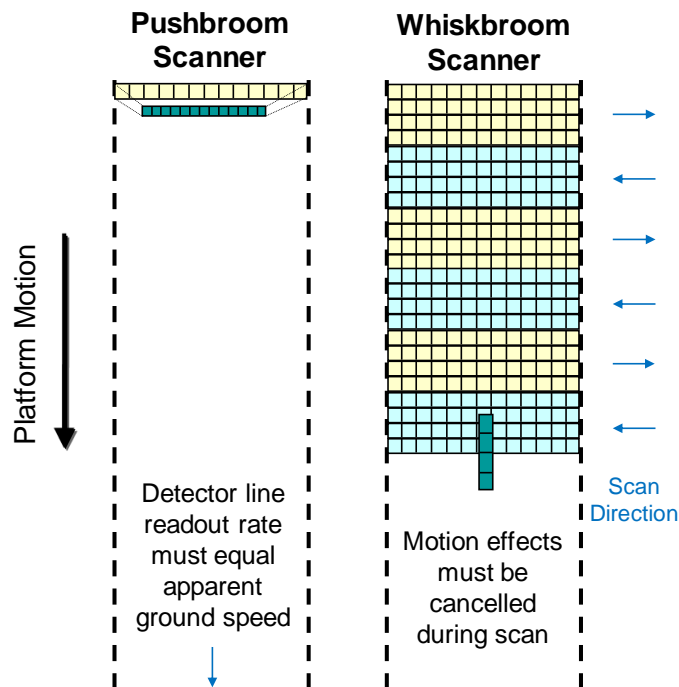 Pushbroom
Scanner
Whiskbroom
Scanner
Platform Motion
Detector line
readout rate
must equal
apparent
ground speed
Motion effects
must be
cancelled
during scan
Scan
Direction